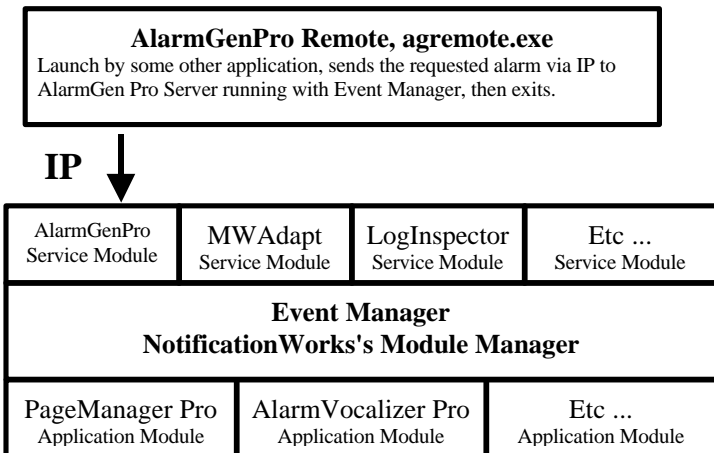 AlarmGenPro Remote, agremote.exe
Launch by some other application, sends the requested alarm via IP to
AlarmGen Pro Server running with Event Manager, then exits.
IP
AlarmGenPro
Service Module
MWAdapt
Service Module
LogInspector
Service Module
Etc ...
Service Module
Event Manager
NotificationWorks's Module Manager
PageManager Pro
Application Module
AlarmVocalizer Pro
Application Module
Etc ...
Application Module